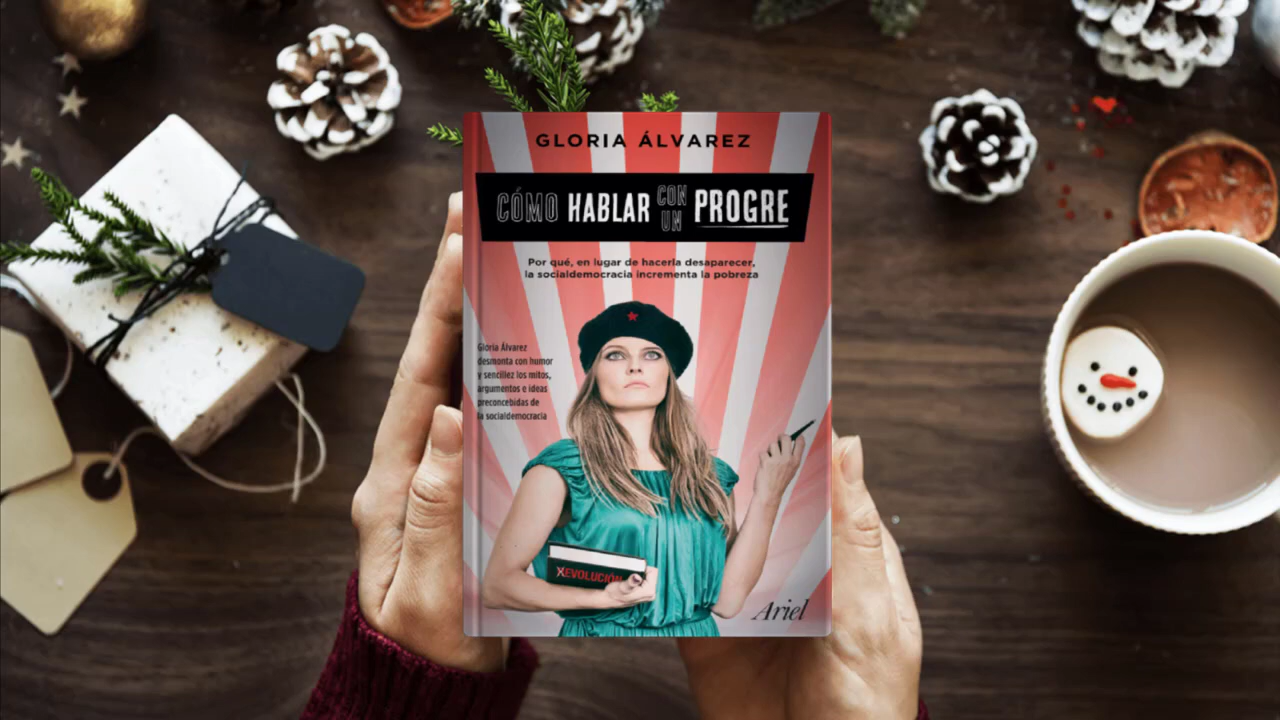 GLORIA ÁLVAREZ
CÓMO HABLAR CON UN PROGRE
Por qué, en lugar de hacerla desaparecer,
la socialdemocracia incrementa la pobreza
Gloria Álvarez
desmonta con humor
y sencillez los mitos,
argumentos e ideas
preconcebidas de
la socialdemocracia
XEVOLUCIÓN
Ariel